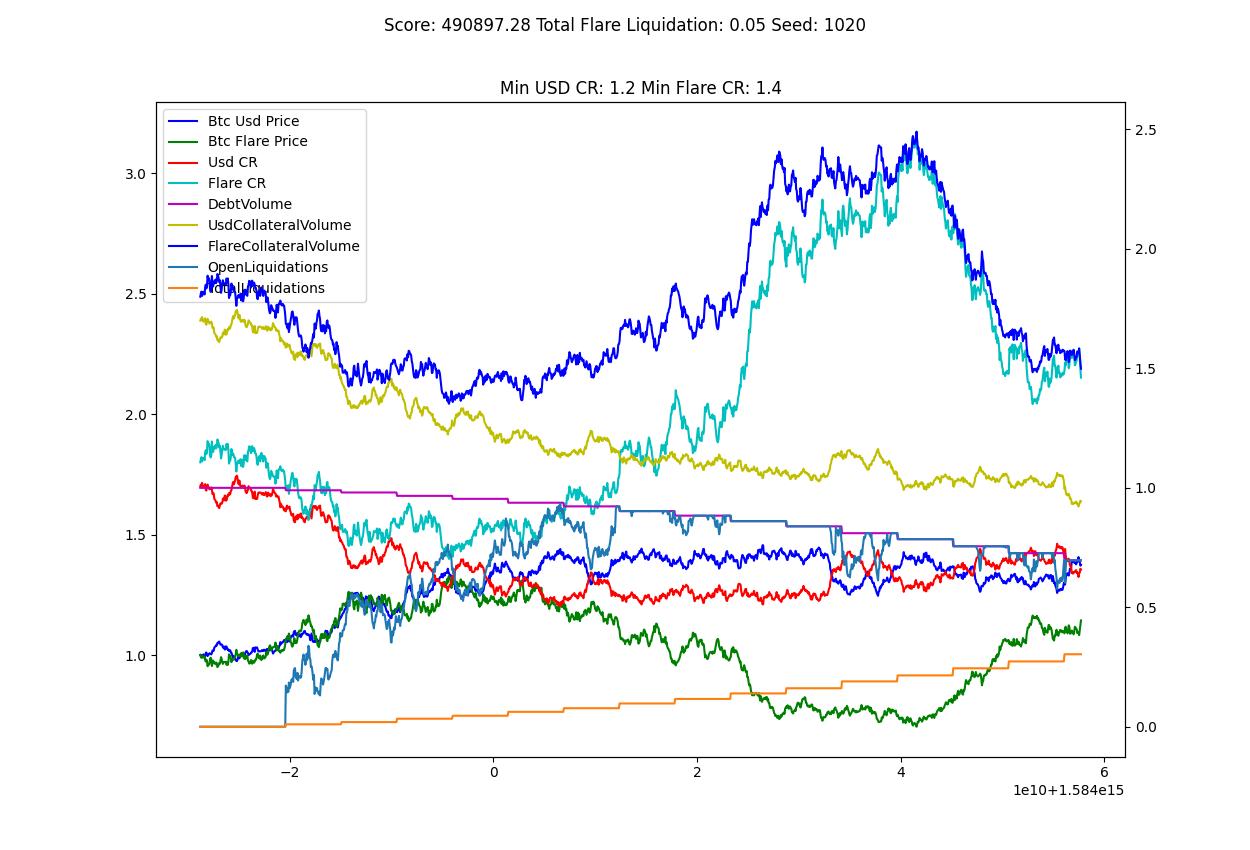 Score: 490897.28 Total Flare Liquidation: 0.05 Seed: 1020
Min USD CR: 1.2 Min Flare CR: 1.4
Btc Usd Price
Btc Flare Price
Usd CR
Flare CR
DebtVolume
UsdCollateralVolume
FlareCollateralVolume
OpenLiquidations
TotalLiquidations
3.0
2.5
2.0
1.5
1.0
2.5
2.0
1.5
1.0
0.5
0.0
−2
0
2
4
6
1e10+1.584e15